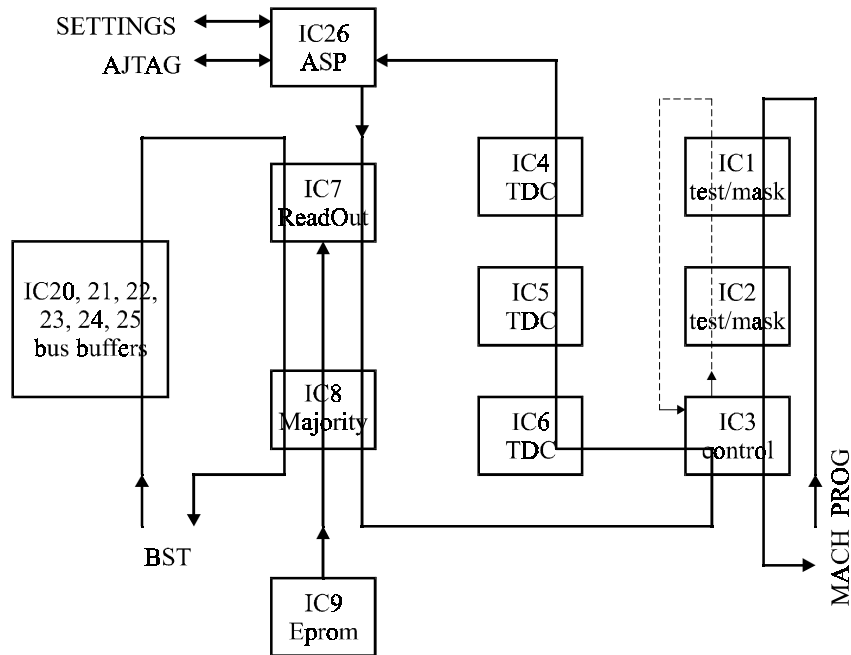 SETTINGS
AJTAG
IC26
ASP
IC7
ReadOut
IC4
TDC
IC1
test/mask
IC20, 21, 22,
23, 24, 25
bus buffers
IC5
TDC
IC2
test/mask
IC8
Majority
IC6
TDC
IC3
control
BST
MACH PROG
IC9
Eprom